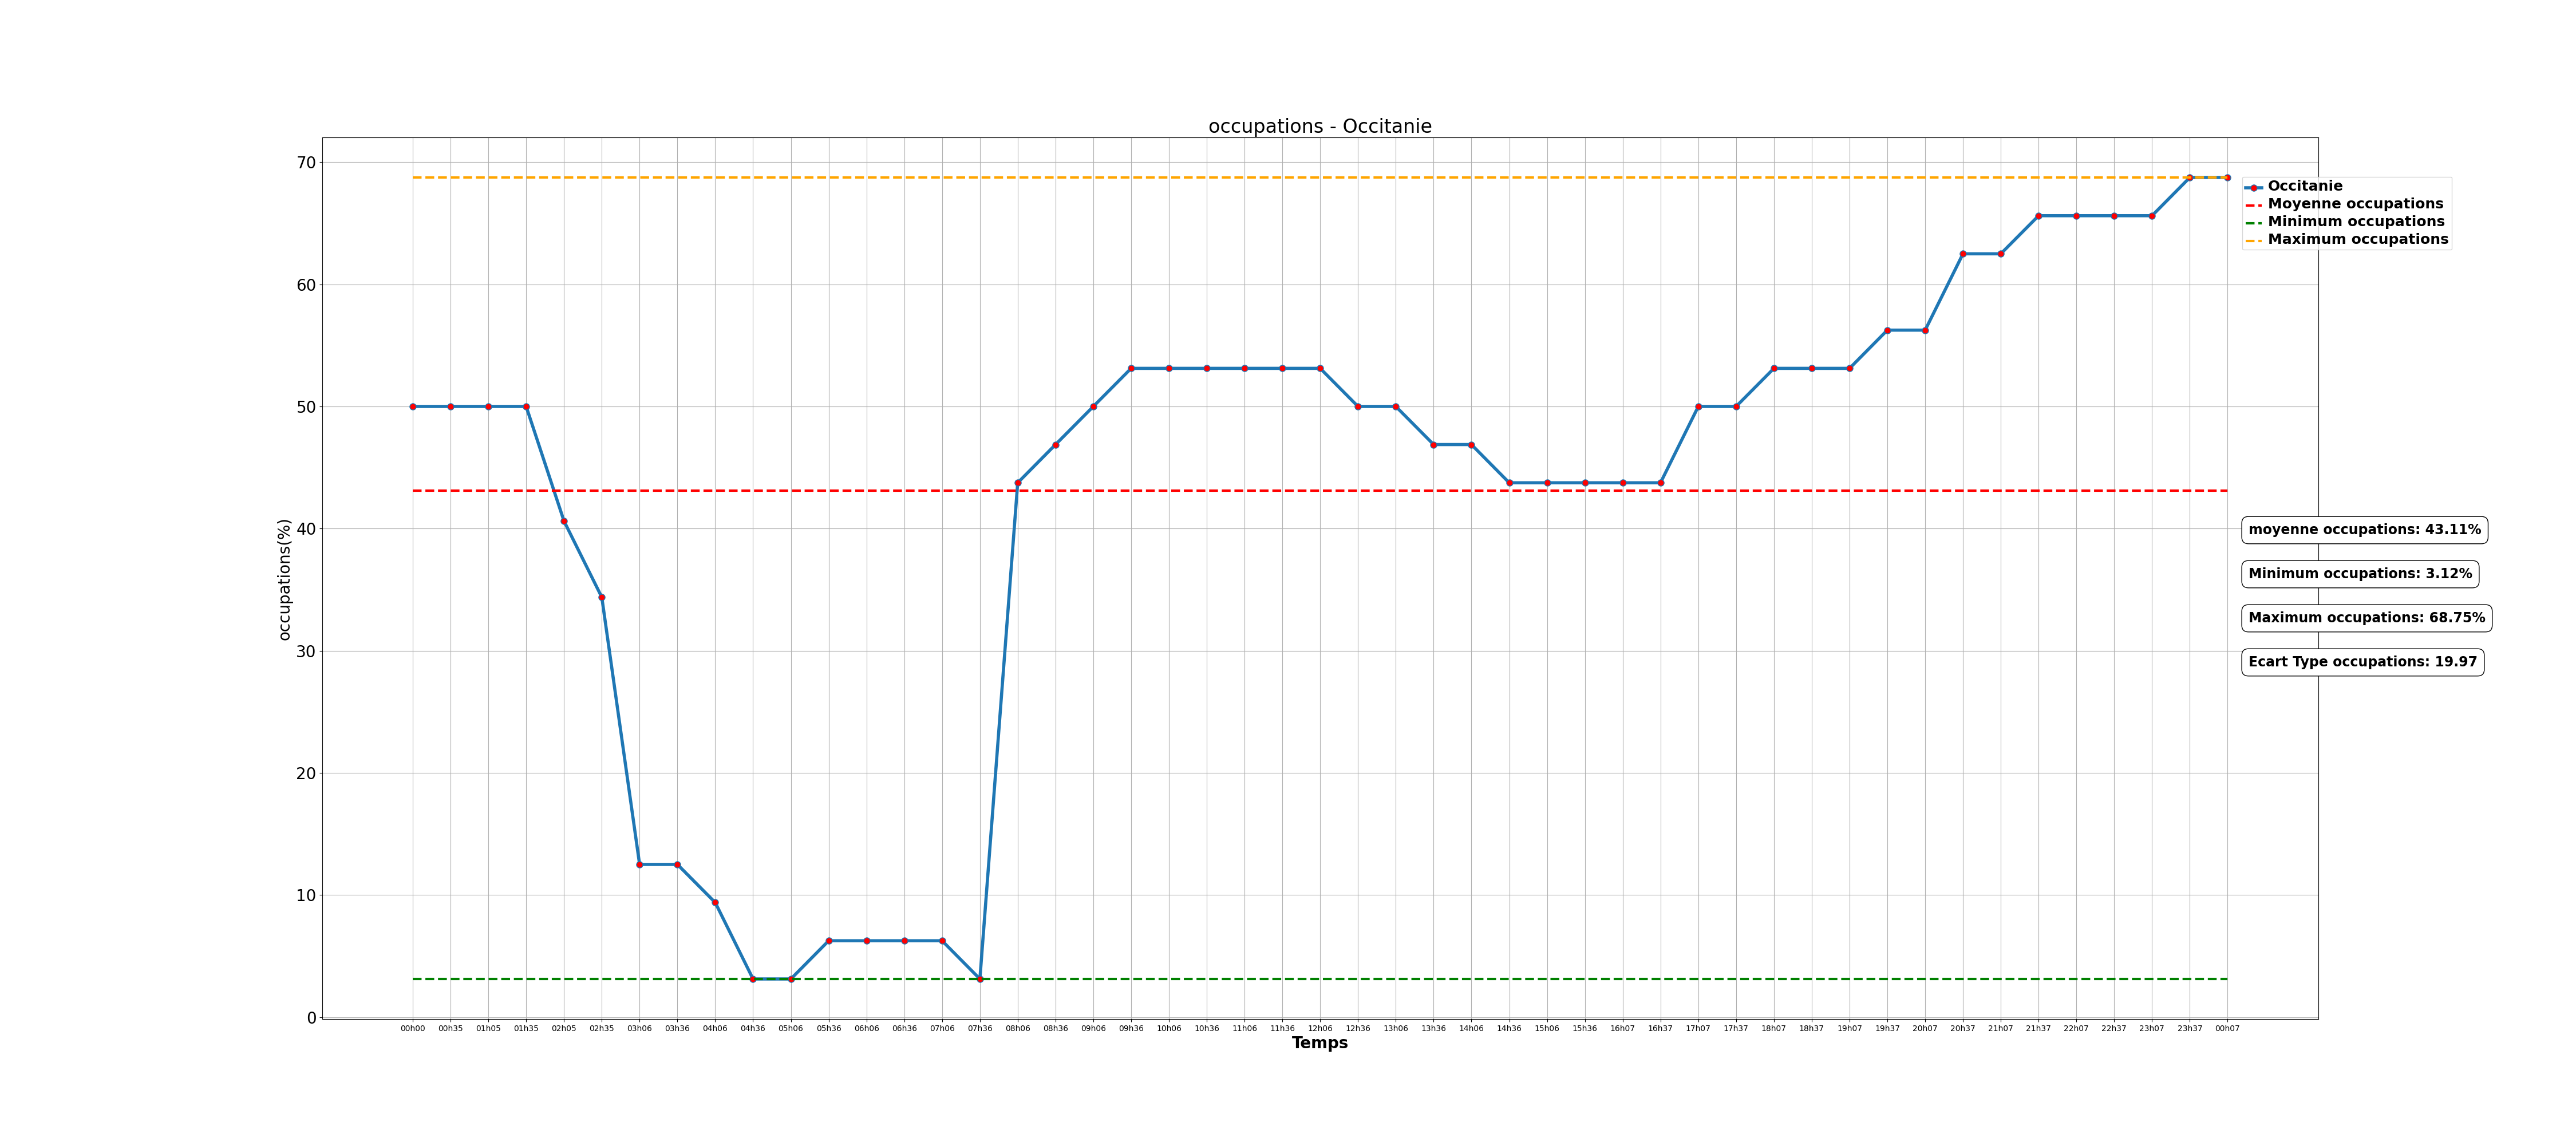 occupations - Occitanie
70
60
50
40
30
20
10
0
occupations(%)
Occitanie
Moyenne occupations
Minimum occupations
Maximum occupations
moyenne occupations: 43.11%
Minimum occupations: 3.12%
Maximum occupations: 68.75%
Ecart Type occupations: 19.97
00h00 00h35 01h05 01h35 02h05 02h35 03h06 03h36 04h06 04h36 05h06 05h36 06h06 06h36 07h06 07h36 08h06 08h36 09h06 09h36 10h06 10h36 11h06 11h36 12h06 12h36 13h06 13h36 14h06 14h36 15h06 15h36 16h07 16h37 17h07 17h37 18h07 18h37 19h07 19h37 20h07 20h37 21h07 21h37 22h07 22h37 23h07 23h37 00h07
Temps